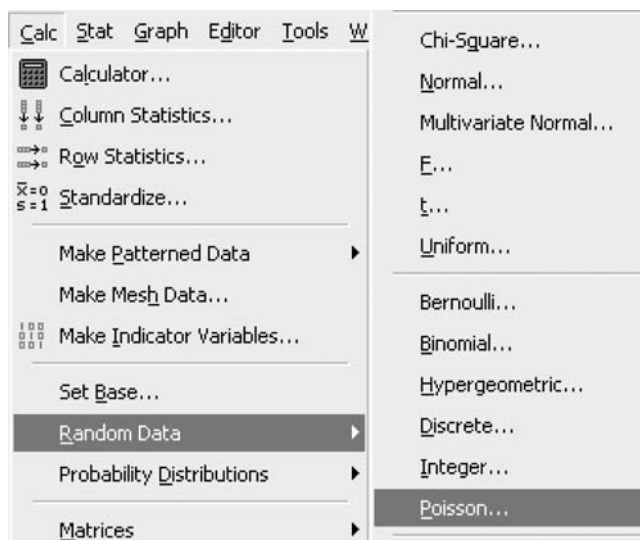 Calc Stat Graph Editor Tools W
Calculator...
Column Statistics...
Row Statistics...
x̄=0
s=1 Standardize...
Make Patterned Data
Make Mesh Data...
Make Indicator Variables...
Set Base...
Random Data
Probability Distributions
Matrices
Chi-Square...
Normal...
Multivariate Normal...
F...
t...
Uniform...
Bernoulli...
Binomial...
Hypergeometric...
Discrete...
Integer...
Poisson...